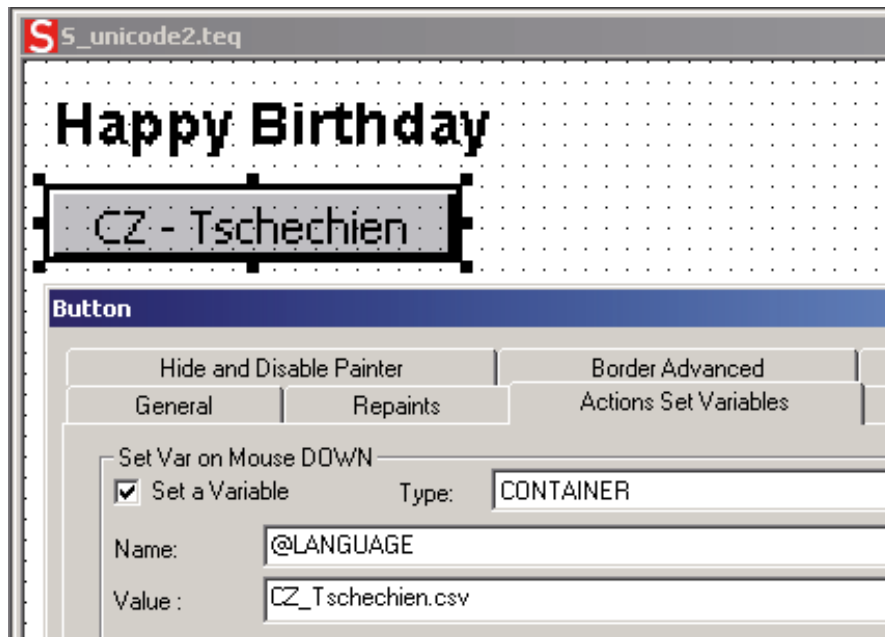 S S_unicode2.teq
Happy Birthday
CZ - Tschechien
Button
Hide and Disable Painter Border Advanced
General Repaints Actions Set Variables
Set Var on Mouse DOWN
Set a Variable Type: CONTAINER
Name: @LANGUAGE
Value : CZ_Tschechien.csv